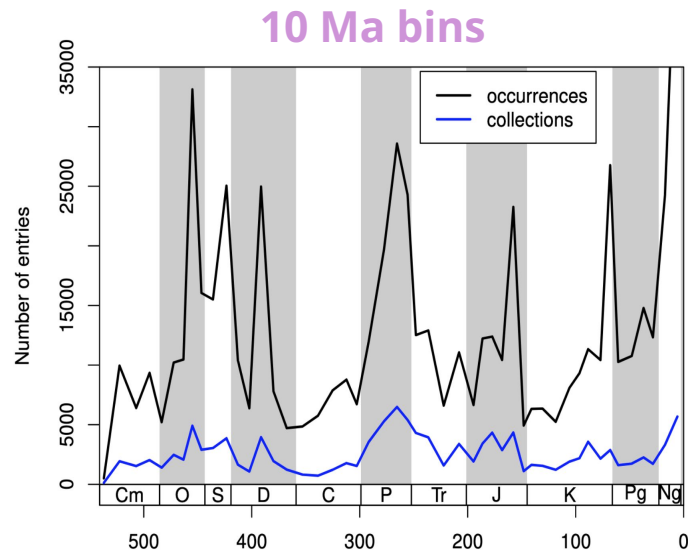 10 Ma bins
35000
25000
15000
5000
0
Number of entries
occurrences
collections
Cm O S D C P Tr J K Pg Ng
500 400 300 200 100 0